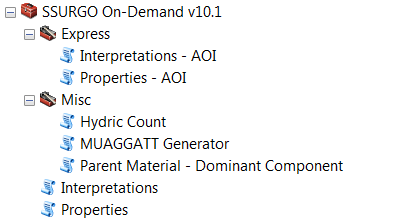 SSURGO On-Demand v10.1
Express
Interpretations - AOI
Properties - AOI
Misc
Hydric Count
MUAGGATT Generator
Parent Material - Dominant Component
Interpretations
Properties